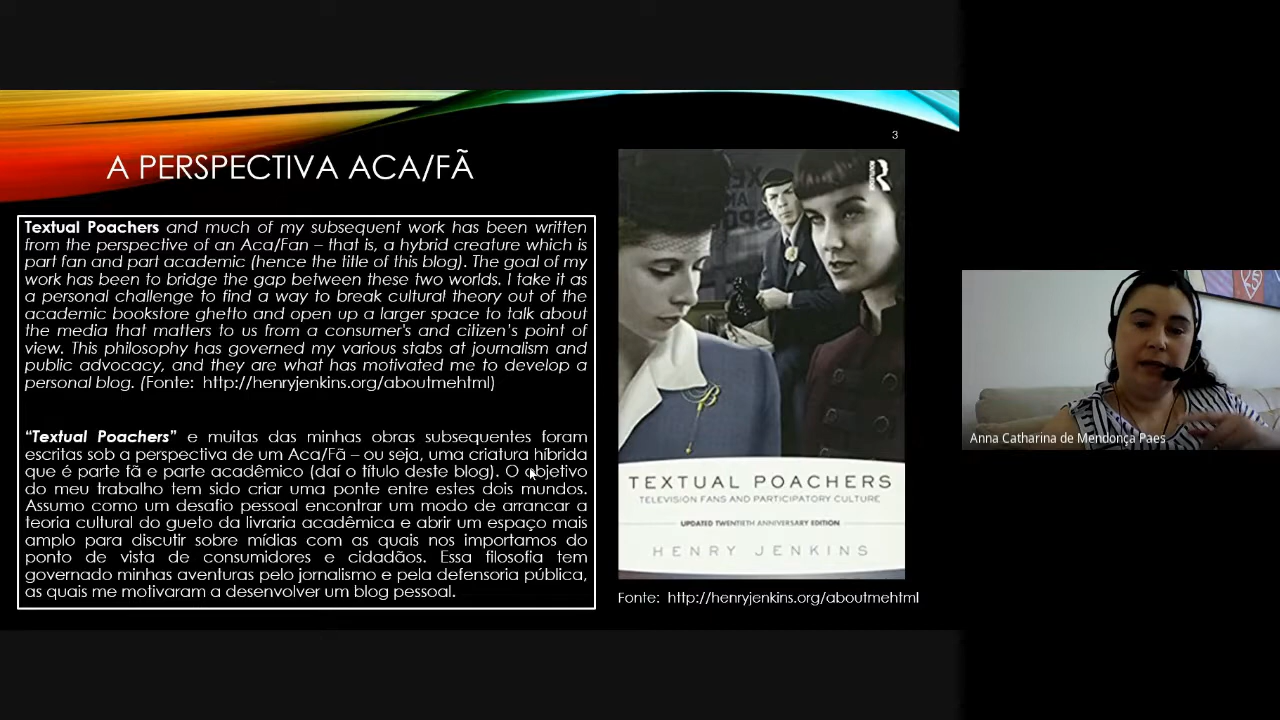 3
A PERSPECTIVA ACA/FÃ
Textual Poachers and much of my subsequent work has been written
from the perspective of an Aca/Fan – that is, a hybrid creature which is
part fan and part academic (hence the title of this blog). The goal of my
work has been to bridge the gap between these two worlds. I take it as
a personal challenge to find a way to break cultural theory out of the
academic bookstore ghetto and open up a larger space to talk about
the media that matters to us from a consumer's and citizen's point of
view. This philosophy has governed my various stabs at journalism and
public advocacy, and they are what has motivated me to develop a
personal blog. (Fonte: http://henryjenkins.org/aboutmehtml)
“Textual Poachers” e muitas das minhas obras subsequentes foram
escritas sob a perspectiva de um Aca/Fã – ou seja, uma criatura híbrida
que é parte fã e parte acadêmico (daí o título deste blog). O objetivo
do meu trabalho tem sido criar uma ponte entre estes dois mundos.
Assumo como um desafio pessoal encontrar um modo de arrancar a
teoria cultural do gueto da livraria acadêmica e abrir um espaço mais
amplo para discutir sobre mídias com as quais nos importamos do
ponto de vista de consumidores e cidadãos. Essa filosofia tem
governado minhas aventuras pelo jornalismo e pela defensoria pública,
as quais me motivaram a desenvolver um blog pessoal.
R
ROUTLEDGE
TEXTUAL POACHERS
TELEVISION FANS AND PARTICIPATORY CULTURE
UPDATED TWENTIETH ANNIVERSARY EDITION
HENRY JENKINS
Fonte: http://henryjenkins.org/aboutmehtml
Anna Catharina de Mendonça Paes